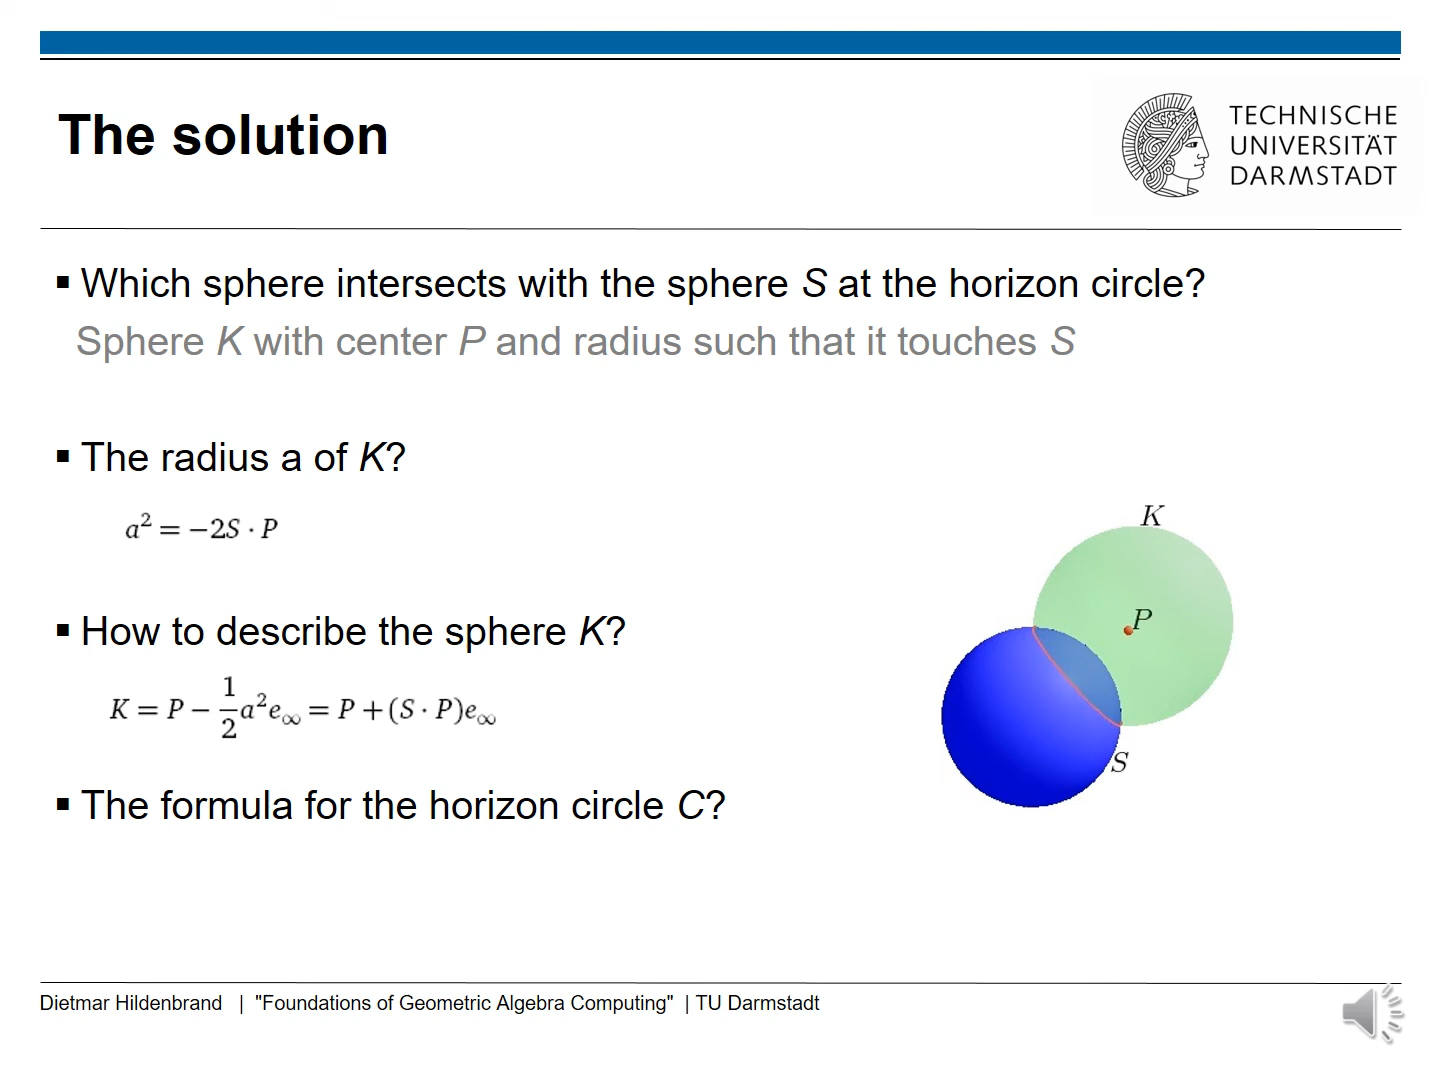 The solution
TECHNISCHE
UNIVERSITÄT
DARMSTADT
▪ Which sphere intersects with the sphere S at the horizon circle?
Sphere K with center P and radius such that it touches S
▪ The radius a of K?
a² = −2S · P
▪ How to describe the sphere K?
K = P − 1/2 a²e∞ = P + (S · P)e∞
▪ The formula for the horizon circle C?
K
P
S
Dietmar Hildenbrand | "Foundations of Geometric Algebra Computing" | TU Darmstadt